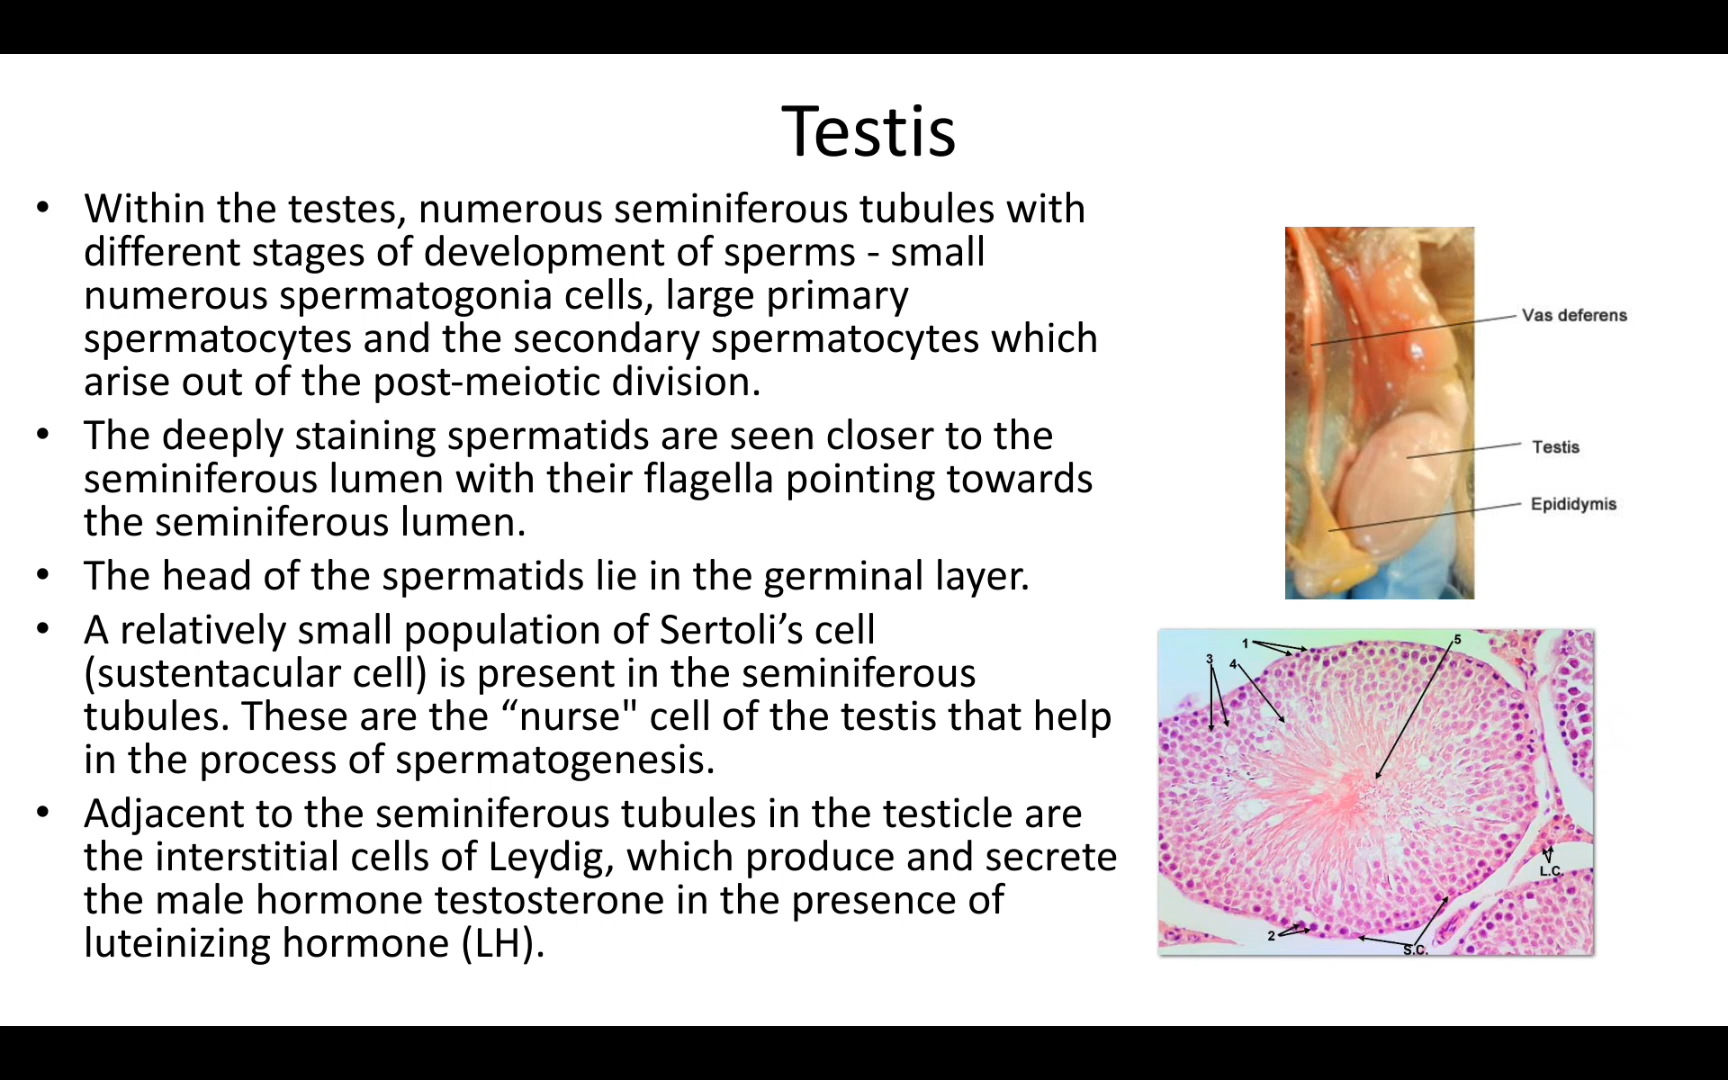 Testis
• Within the testes, numerous seminiferous tubules with
different stages of development of sperms - small
numerous spermatogonia cells, large primary
spermatocytes and the secondary spermatocytes which
arise out of the post-meiotic division.
• The deeply staining spermatids are seen closer to the
seminiferous lumen with their flagella pointing towards
the seminiferous lumen.
• The head of the spermatids lie in the germinal layer.
• A relatively small population of Sertoli’s cell
(sustentacular cell) is present in the seminiferous
tubules. These are the “nurse" cell of the testis that help
in the process of spermatogenesis.
• Adjacent to the seminiferous tubules in the testicle are
the interstitial cells of Leydig, which produce and secrete
the male hormone testosterone in the presence of
luteinizing hormone (LH).
Vas deferens
Testis
Epididymis
1
5
3
4
L.C.
2
S.C.